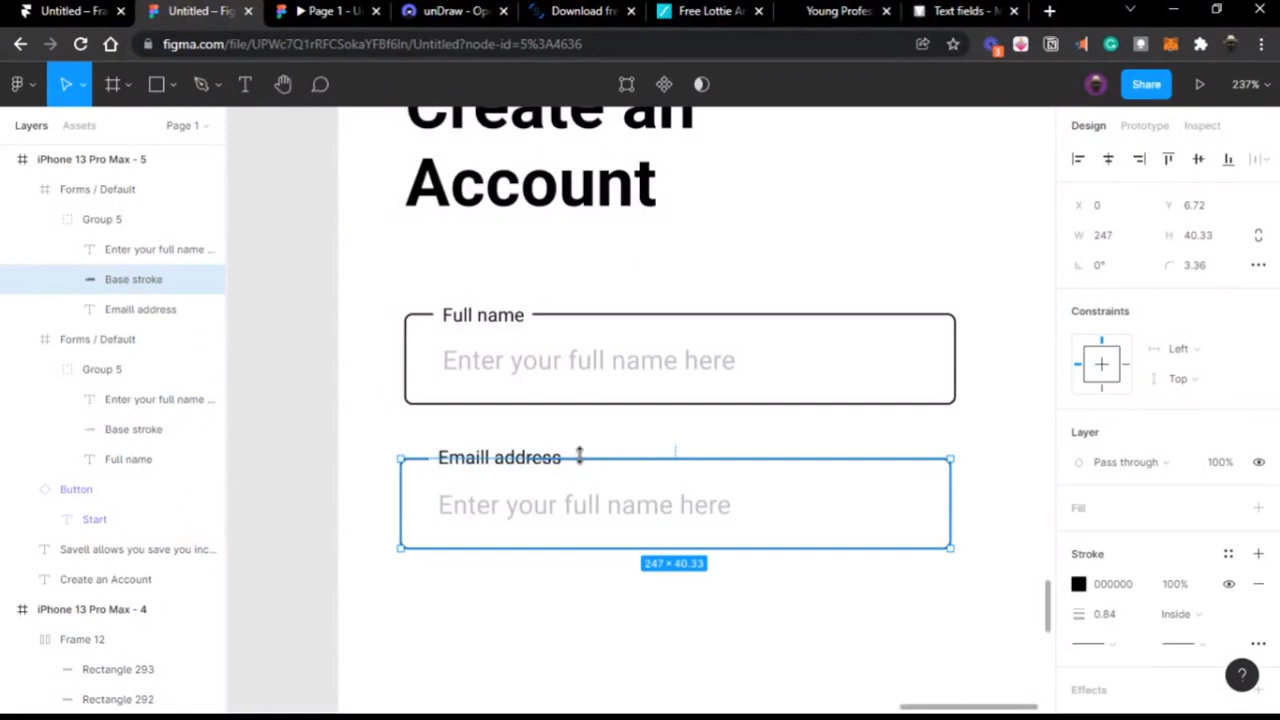 Untitled – Fra
Untitled – Fig
Page 1 - U
unDraw - Ope
Download fre
Free Lottie An
Young Profes
Text fields - M
figma.com/file/UPWc7Q1rRFCSokaYFBf6ln/Untitled?node-id=5%3A4636
3
Share
237%
Layers
Assets
Page 1
iPhone 13 Pro Max - 5
Forms / Default
Group 5
Enter your full name ...
Base stroke
Emaill address
Forms / Default
Group 5
Enter your full name ...
Base stroke
Full name
Button
Start
Savell allows you save you inc...
Create an Account
iPhone 13 Pro Max - 4
Frame 12
Rectangle 293
Rectangle 292
Create an
Account
Full name
Enter your full name here
Emaill address
Enter your full name here
247 × 40.33
Design
Prototype
Inspect
X 0 Y 6.72
W 247 H 40.33
0° 3.36
Constraints
Left
Top
Layer
Pass through 100%
Fill
Stroke
000000 100%
0.84 Inside
Effects
?